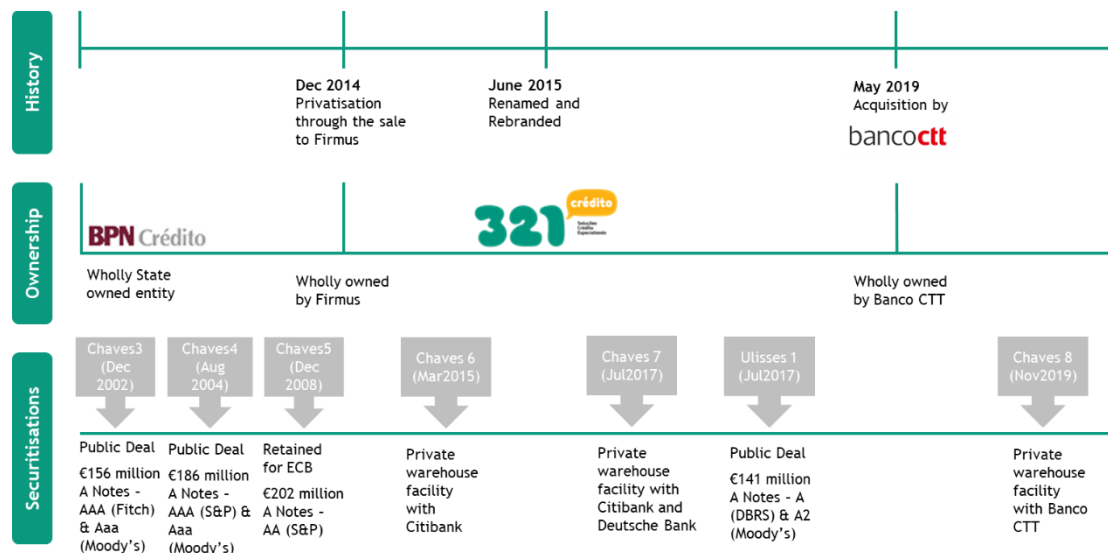 History
Dec 2014
Privatisation
through the sale
to Firmus
June 2015
Renamed and
Rebranded
May 2019
Acquisition by
bancoctt
Ownership
BPN Crédito
Wholly State
owned entity
Wholly owned
by Firmus
321
crédito
Soluções
Crédito
Especializado
Wholly owned
by Banco CTT
Securitisations
Chaves3
(Dec
2002)
Chaves4
(Aug
2004)
Chaves5
(Dec
2008)
Chaves 6
(Mar2015)
Chaves 7
(Jul2017)
Ulisses 1
(Jul2017)
Chaves 8
(Nov2019)
Public Deal
€156 million
A Notes –
AAA (Fitch)
& Aaa
(Moody's)
Public Deal
€186 million
A Notes –
AAA (S&P) &
Aaa
(Moody's)
Retained
for ECB
€202 million
A Notes –
AA (S&P)
Private
warehouse
facility
with
Citibank
Private
warehouse
facility with
Citibank and
Deutsche Bank
Public Deal
€141 million
A Notes – A
(DBRS) & A2
(Moody's)
Private
warehouse
facility
with Banco
CTT